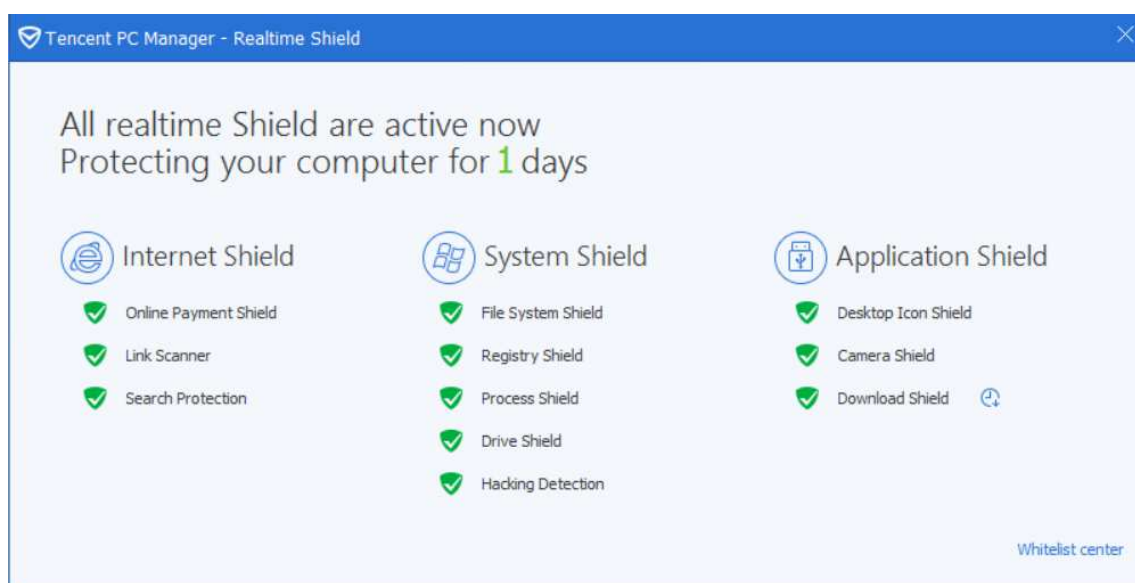 Tencent PC Manager - Realtime Shield
All realtime Shield are active now
Protecting your computer for 1 days
Internet Shield
Online Payment Shield
Link Scanner
Search Protection
System Shield
File System Shield
Registry Shield
Process Shield
Drive Shield
Hacking Detection
Application Shield
Desktop Icon Shield
Camera Shield
Download Shield
Whitelist center